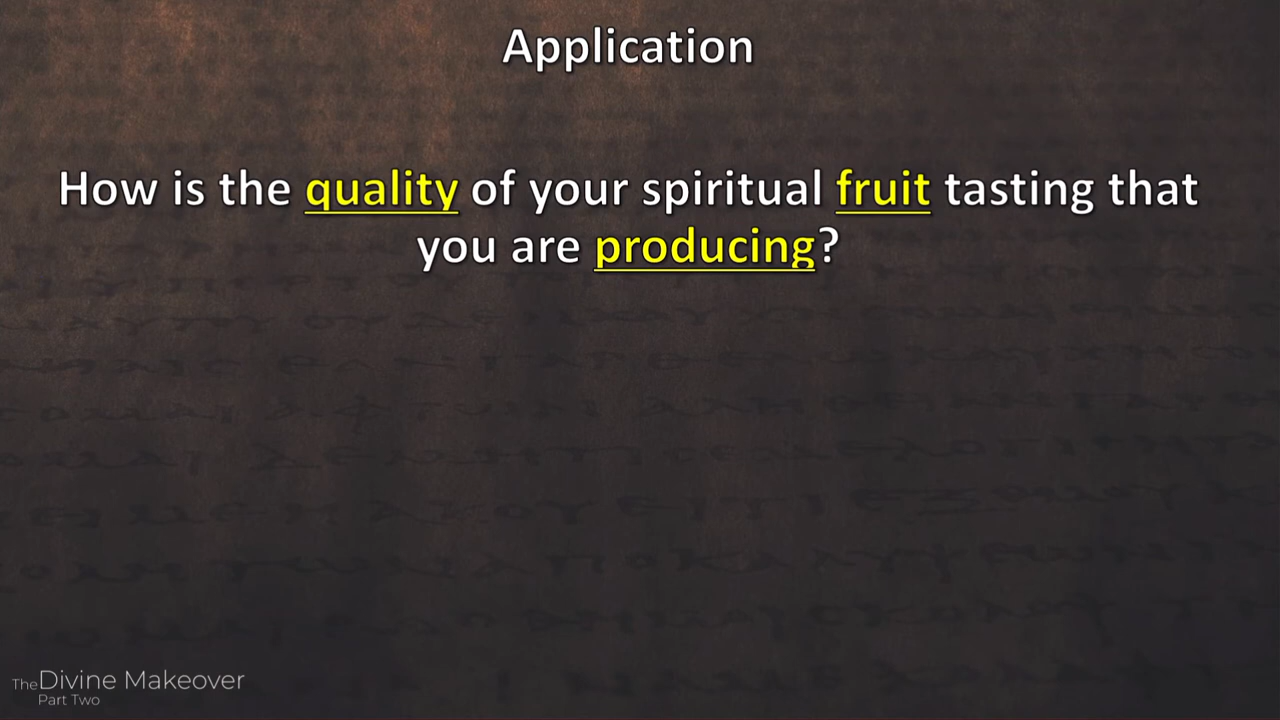 Application
How is the quality of your spiritual fruit tasting that
you are producing?
The Divine Makeover
Part Two